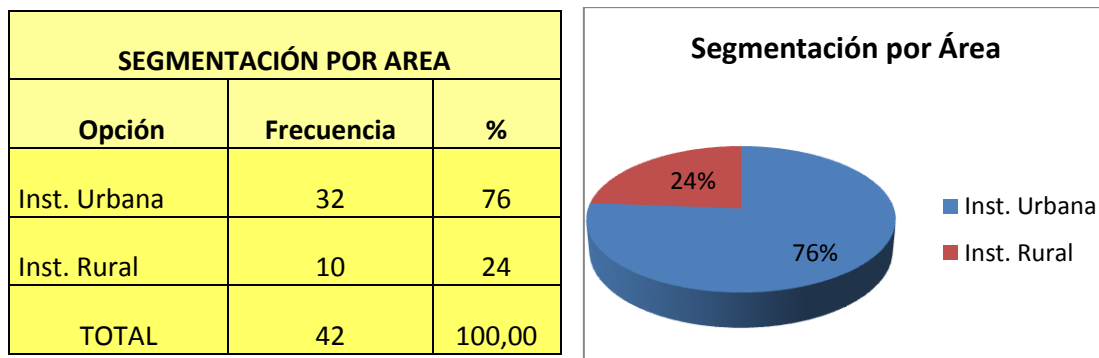 SEGMENTACIÓN POR AREA
Opción Frecuencia %
Inst. Urbana 32 76
Inst. Rural 10 24
TOTAL 42 100,00
Segmentación por Área
24%
76%
Inst. Urbana
Inst. Rural